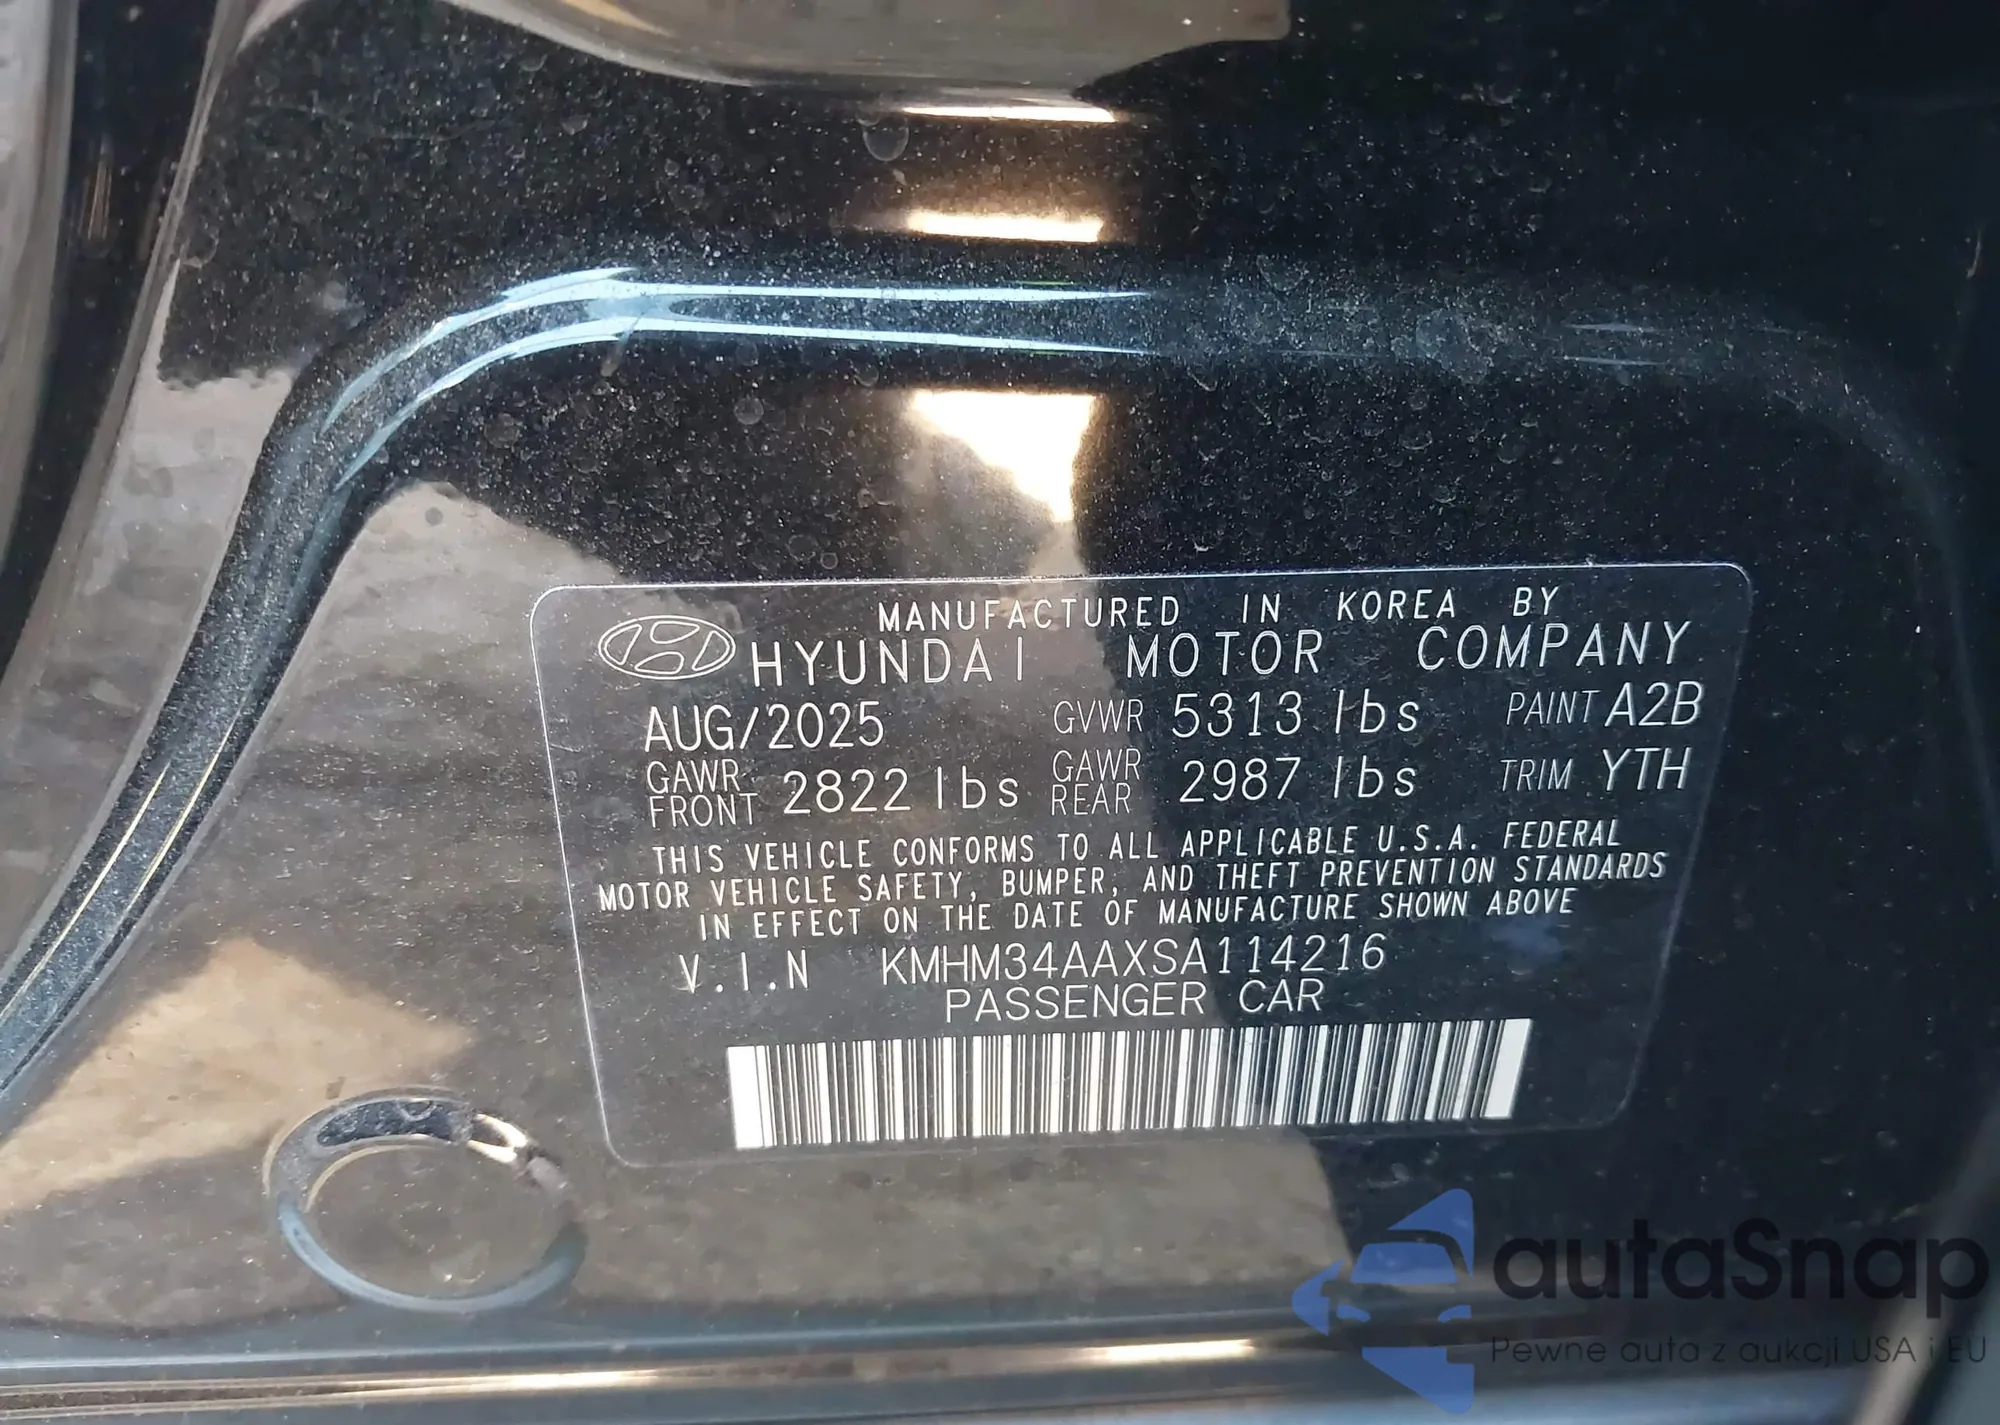 MANUFACTURED IN KOREA BY
HYUNDAI MOTOR COMPANY
AUG/2025 GVWR 5313 lbs PAINT A2B
GAWR FRONT 2822 lbs GAWR REAR 2987 lbs TRIM YTH
THIS VEHICLE CONFORMS TO ALL APPLICABLE U.S.A. FEDERAL
MOTOR VEHICLE SAFETY, BUMPER, AND THEFT PREVENTION STANDARDS
IN EFFECT ON THE DATE OF MANUFACTURE SHOWN ABOVE
V.I.N KMHM34AAXSA114216
PASSENGER CAR
autaSnap
Pewne auta z aukcji USA i EU